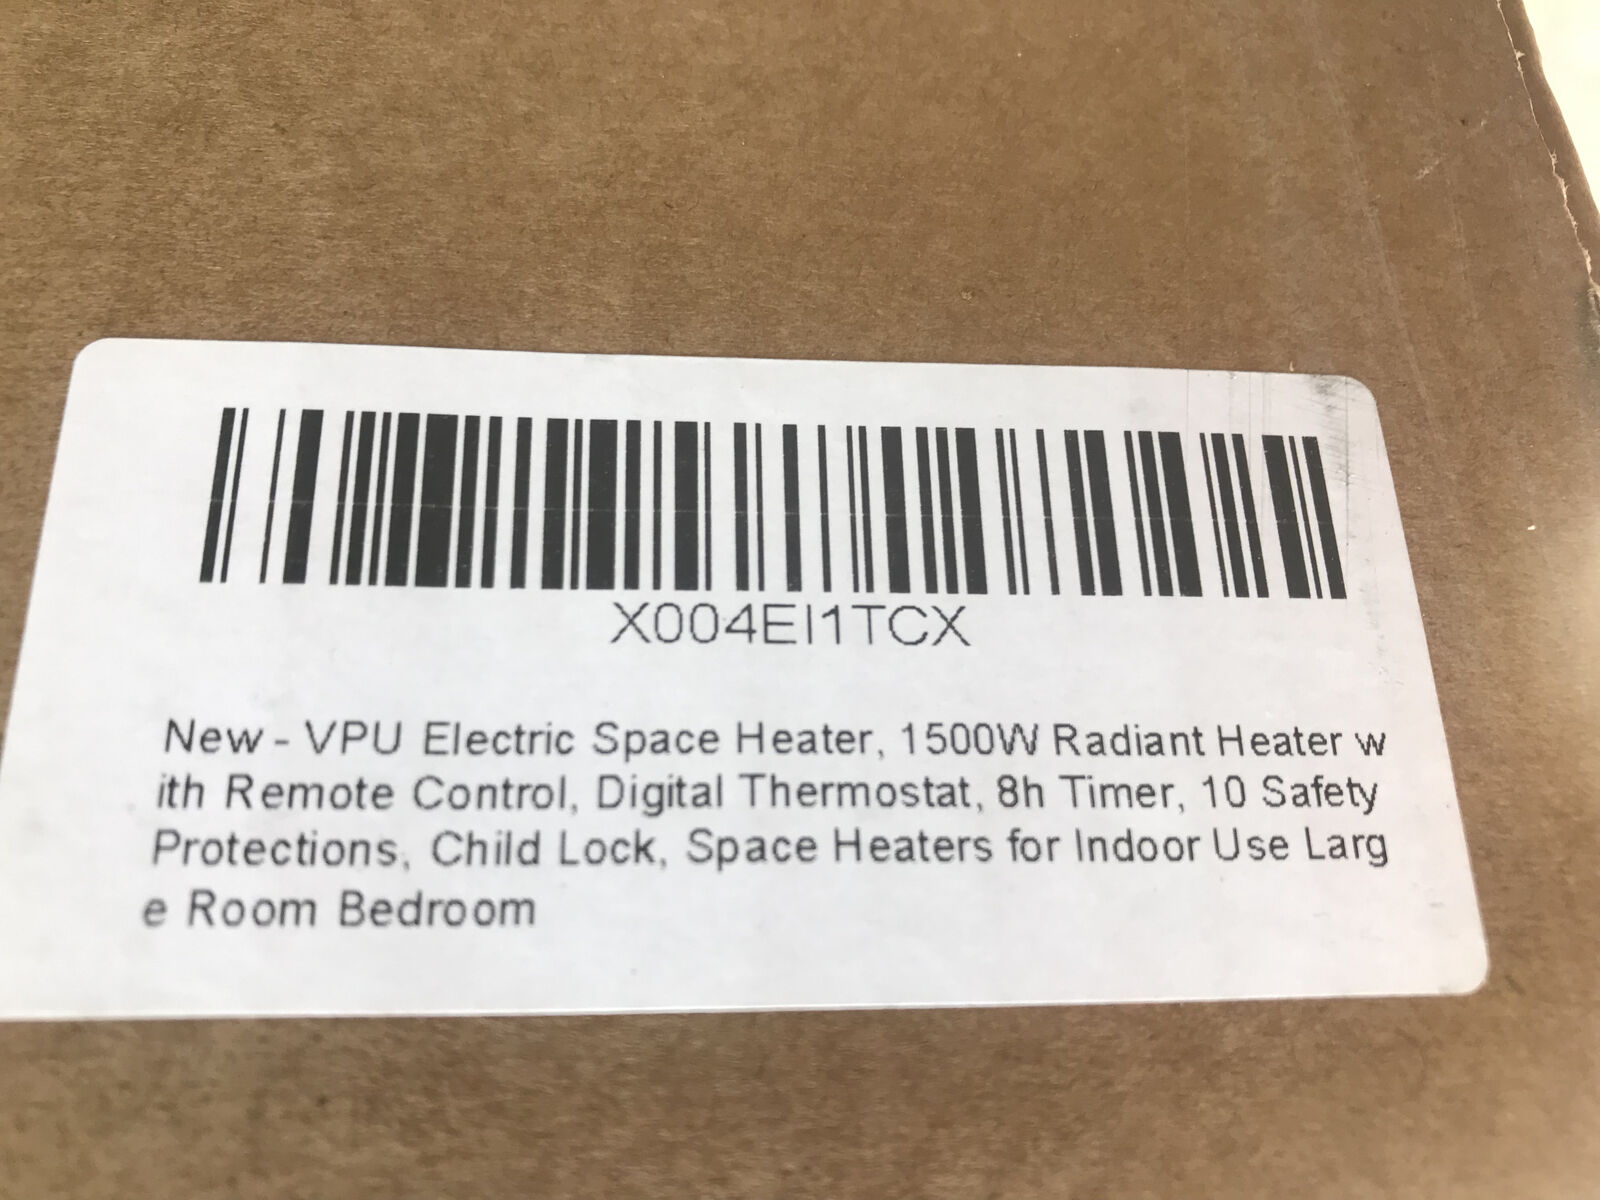 X004EI1TCX
New - VPU Electric Space Heater, 1500W Radiant Heater w
ith Remote Control, Digital Thermostat, 8h Timer, 10 Safety
Protections, Child Lock, Space Heaters for Indoor Use Larg
e Room Bedroom